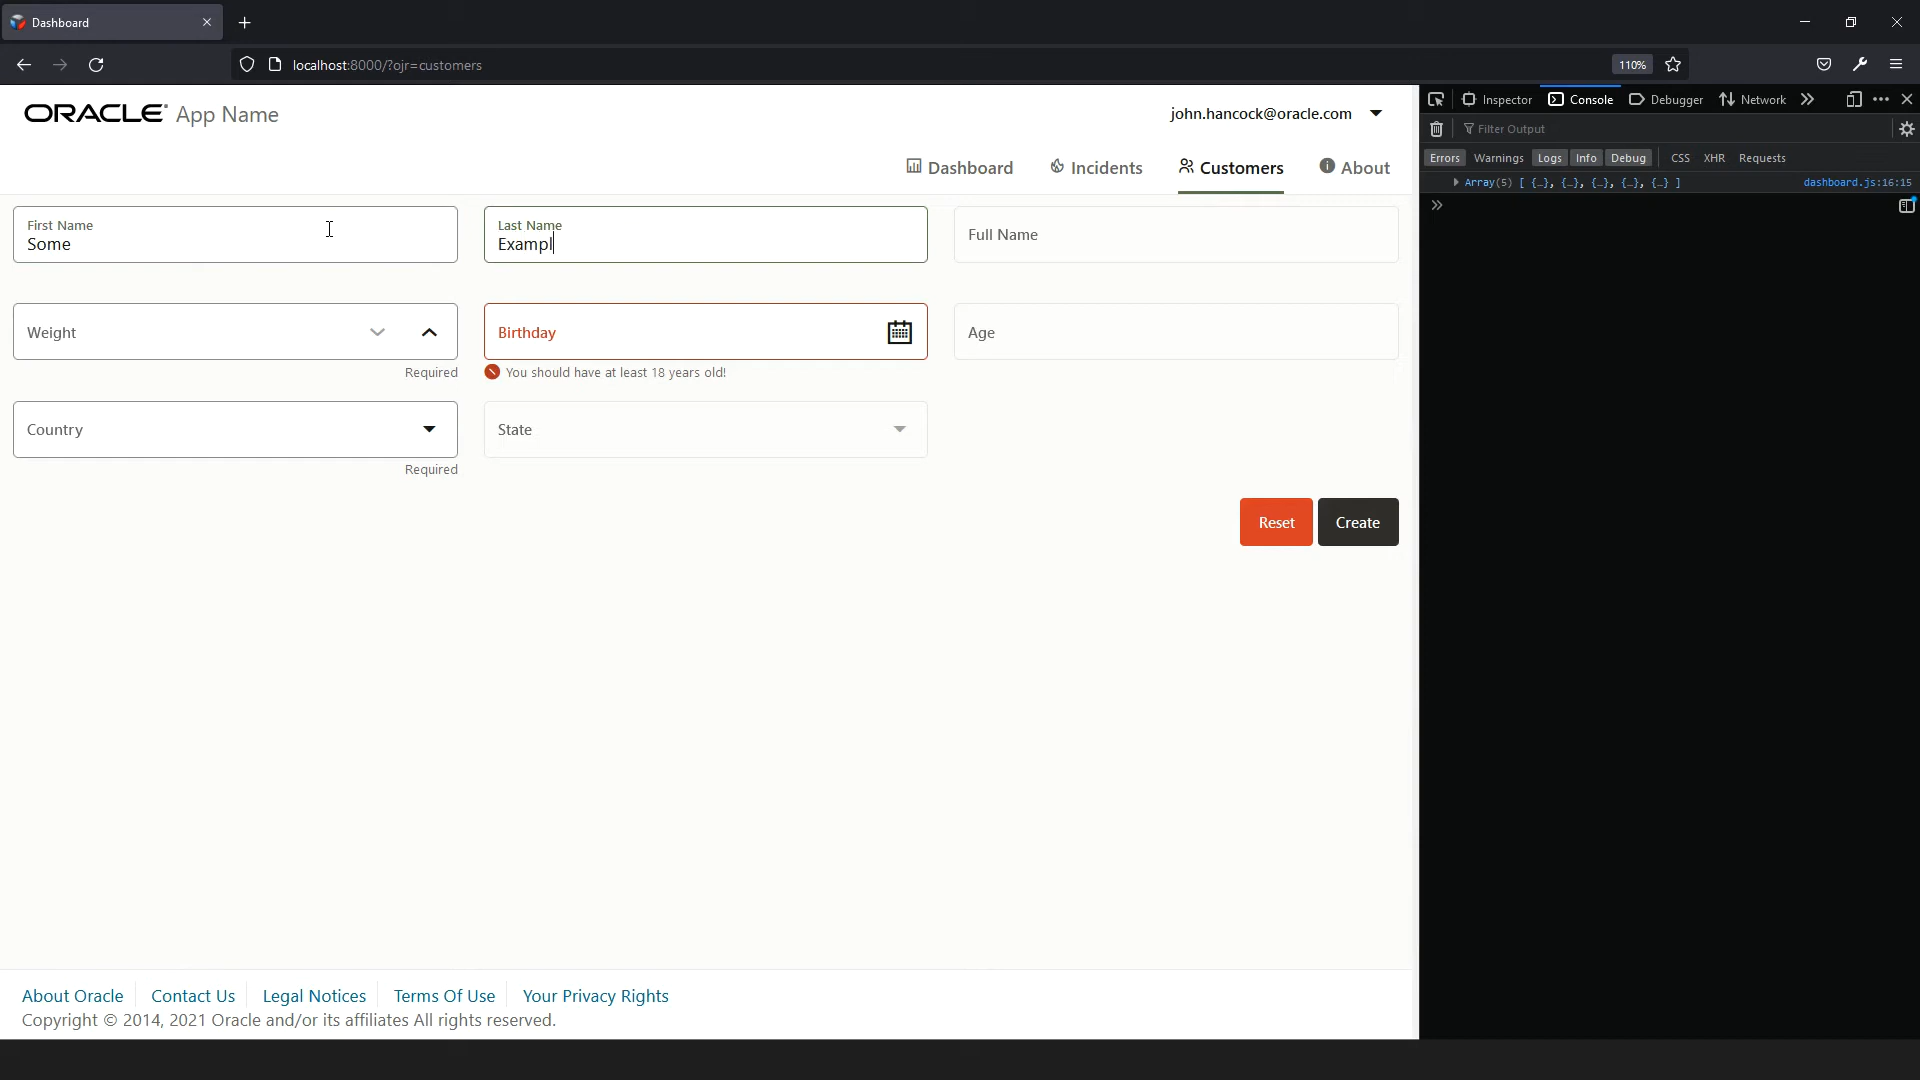 Dashboard
localhost:8000/?ojr=customers
110%
ORACLE App Name
john.hancock@oracle.com
Dashboard
Incidents
Customers
About
First Name
Some
Last Name
Exampl
Full Name
Weight
Required
Birthday
You should have at least 18 years old!
Age
Country
Required
State
Reset
Create
About Oracle
Contact Us
Legal Notices
Terms Of Use
Your Privacy Rights
Copyright © 2014, 2021 Oracle and/or its affiliates All rights reserved.
Inspector
Console
Debugger
Network
Filter Output
Errors
Warnings
Logs
Info
Debug
CSS
XHR
Requests
Array(5) [ {…}, {…}, {…}, {…}, {…} ]
dashboard.js:16:15